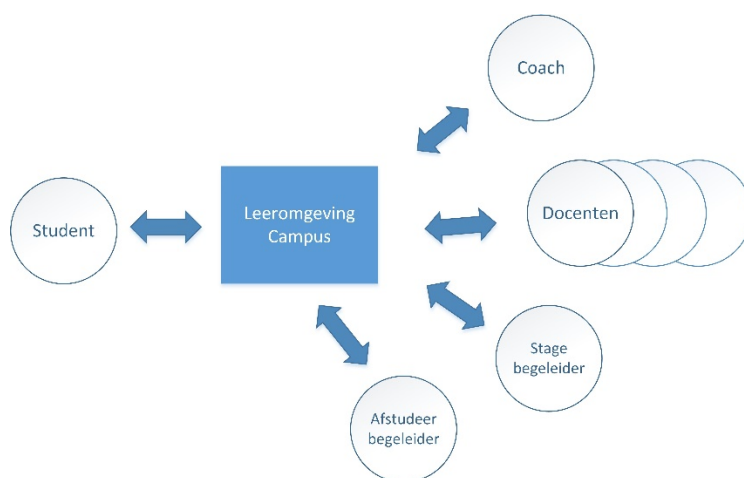 Coach
Student
Leeromgeving
Campus
Docenten
Stage
begeleider
Afstudeer
begeleider